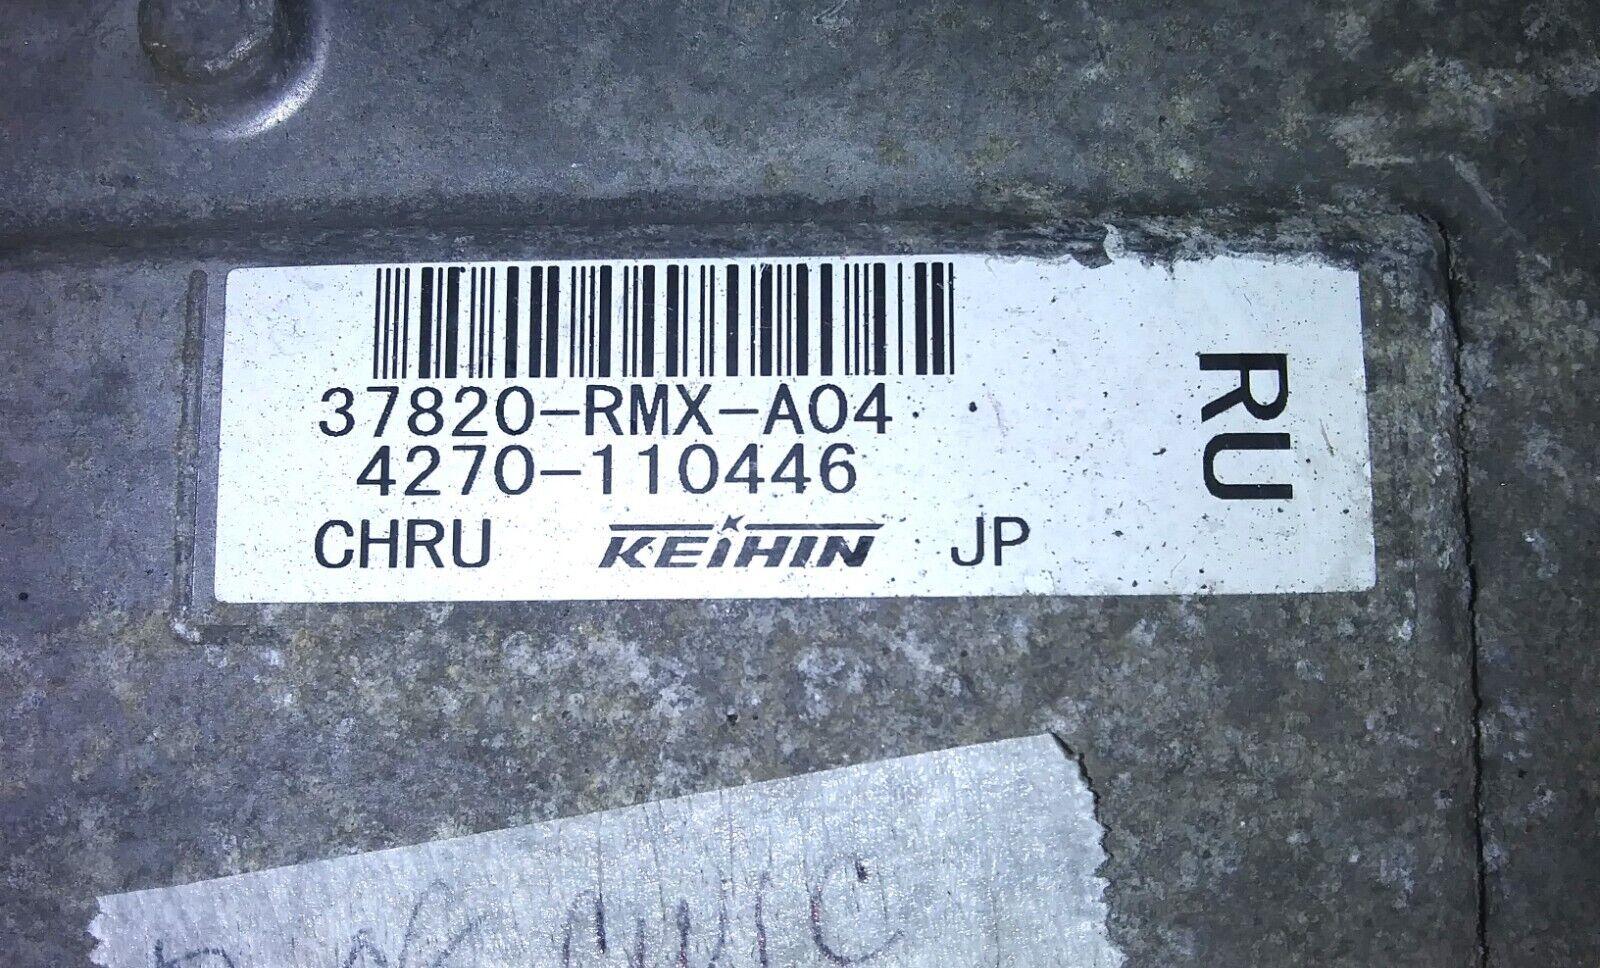 37820-RMX-A04
4270-110446
CHRU KEIHIN JP
RU